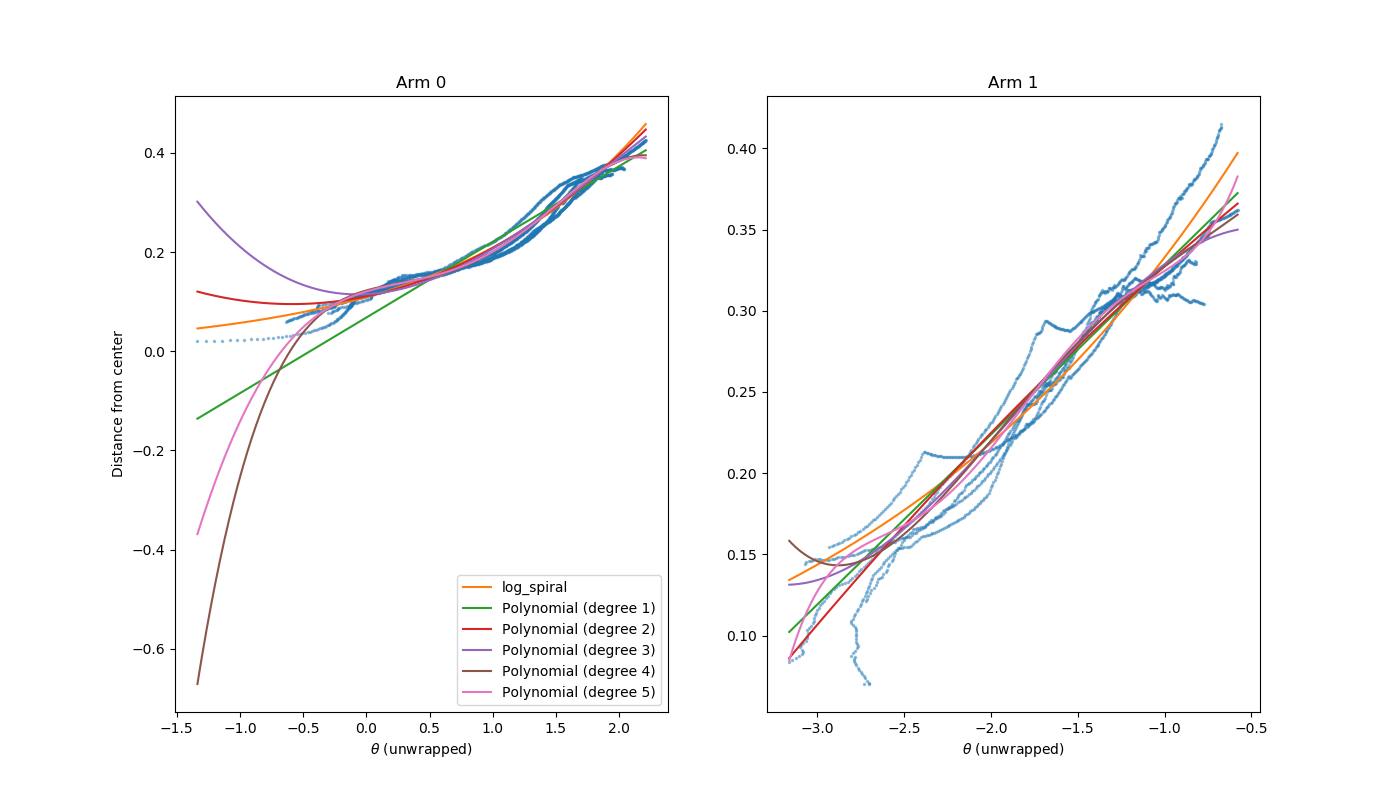 Arm 0
Distance from center
0.4
0.2
0.0
−0.2
−0.4
−0.6
log_spiral
Polynomial (degree 1)
Polynomial (degree 2)
Polynomial (degree 3)
Polynomial (degree 4)
Polynomial (degree 5)
−1.5 −1.0 −0.5 0.0 0.5 1.0 1.5 2.0
θ (unwrapped)
Arm 1
0.40
0.35
0.30
0.25
0.20
0.15
0.10
−3.0 −2.5 −2.0 −1.5 −1.0 −0.5
θ (unwrapped)